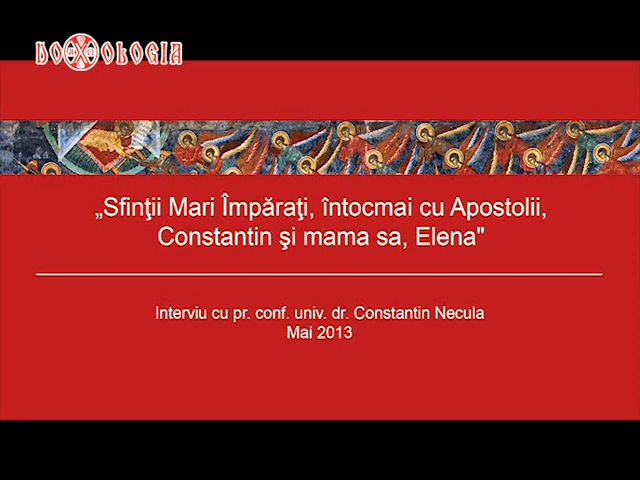 DOXOLOGIA
„Sfinţii Mari Împăraţi, întocmai cu Apostolii,
Constantin şi mama sa, Elena"
Interviu cu pr. conf. univ. dr. Constantin Necula
Mai 2013